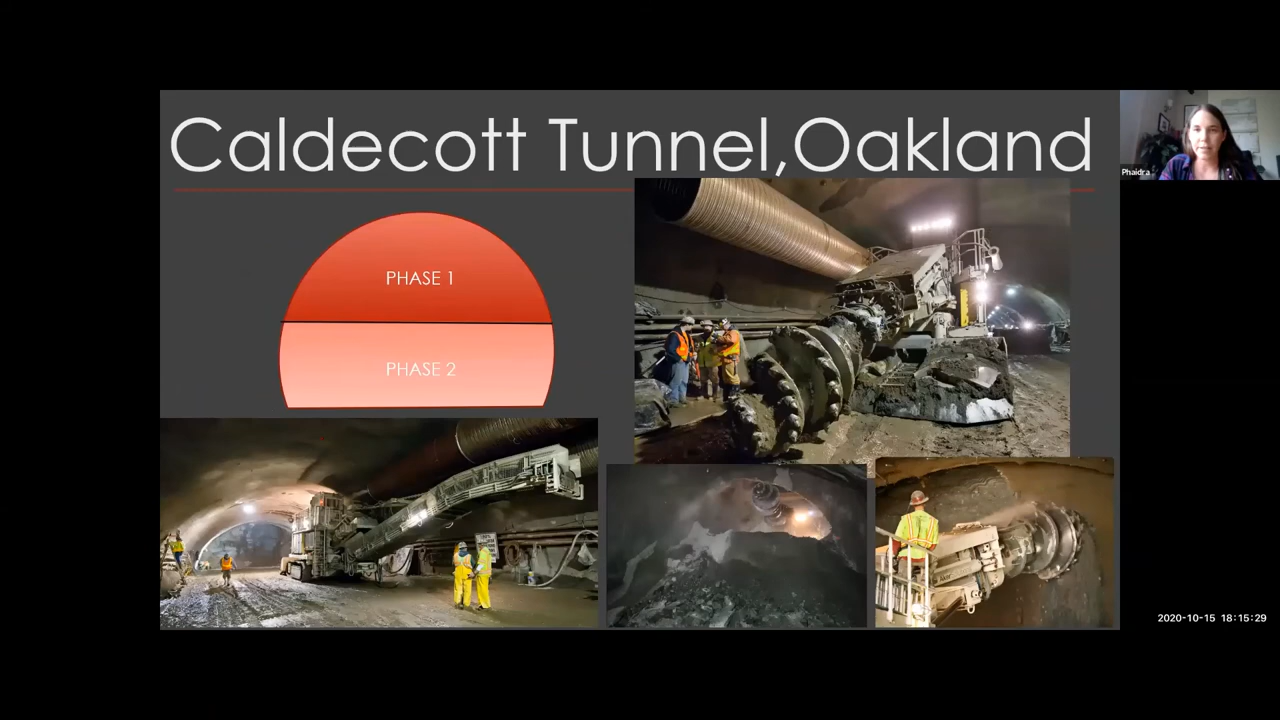 Caldecott Tunnel,Oakland
PHASE 1
PHASE 2
Phaidra
2020-10-15 18:15:29